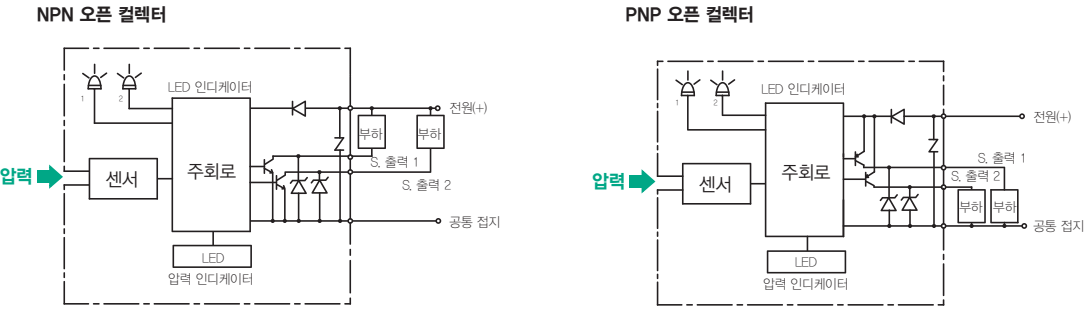 NPN 오픈 컬렉터
1
2
LED 인디케이터
전원(+)
부하
부하
S. 출력 1
압력
센서
주회로
S. 출력 2
공통 접지
LED
압력 인디케이터
PNP 오픈 컬렉터
1
2
LED 인디케이터
전원(+)
S. 출력 1
S. 출력 2
압력
센서
주회로
부하
부하
공통 접지
LED
압력 인디케이터